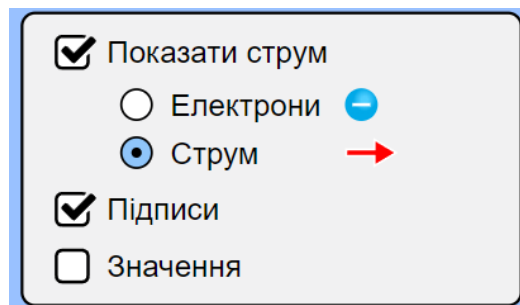 Показати струм
Електрони
Струм
Підписи
Значення